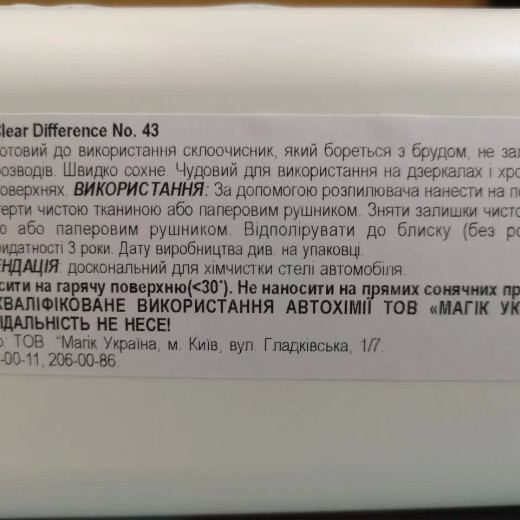 Clear Difference No. 43
отовий до використання склоочисник, який бореться з брудом, не зал
розводів. Швидко сохне. Чудовий для використання на дзеркалах і хро
оверхнях. ВИКОРИСТАННЯ: За допомогою розпилювача нанести на по
терти чистою тканиною або паперовим рушником. Зняти залишки чисто
ю або паперовим рушником. Відполірувати до блиску (без ро
ридатності 3 роки. Дату виробництва див. на упаковці.
ЕНДАЦІЯ: досконалий для хімчистки стелі автомобіля.
сити на гарячу поверхню(<30˚). Не наносити на прямих сонячних пр
КВАЛІФІКОВАНЕ ВИКОРИСТАННЯ АВТОХІМІЇ ТОВ «МАГІК УК
ІДАЛЬНІСТЬ НЕ НЕСЕ!
р: ТОВ "Магік Україна, м. Київ, вул. Гладківська, 1/7.
-00-11, 206-00-86.